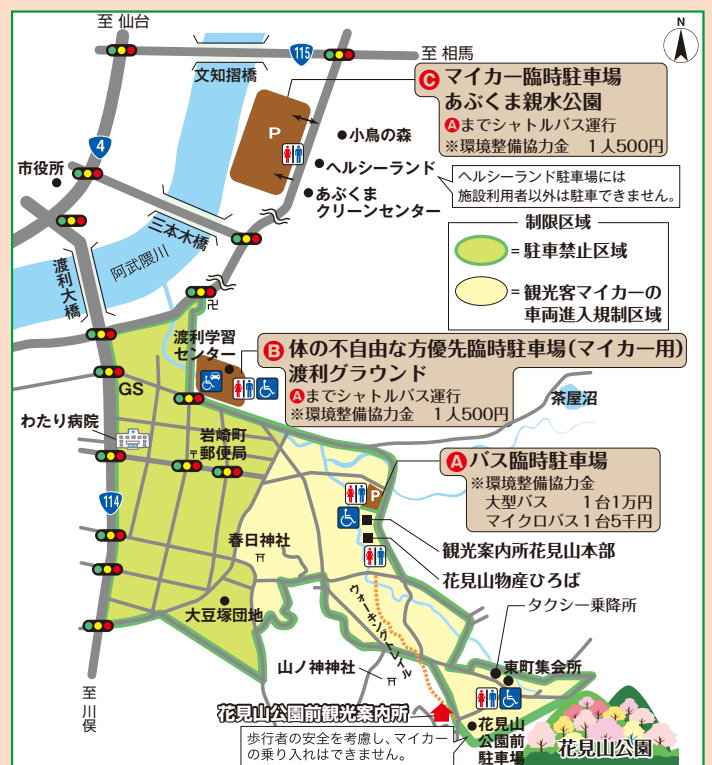 至 仙台
N
115
至 相馬
文知摺橋
P
小鳥の森
ヘルシーランド
あぶくま
クリーンセンター
C マイカー臨時駐車場
あぶくま親水公園
Aまでシャトルバス運行
※環境整備協力金 1人500円
ヘルシーランド駐車場には
施設利用者以外は駐車できません。
4
市役所
三本木橋
阿武隈川
渡利大橋
制限区域
=駐車禁止区域
=観光客マイカーの
車両進入規制区域
卍
渡利学習
センター
B 体の不自由な方優先臨時駐車場(マイカー用)
渡利グラウンド
Aまでシャトルバス運行
※環境整備協力金 1人500円
GS
茶屋沼
わたり病院
岩崎町
〒郵便局
A バス臨時駐車場
※環境整備協力金
大型バス 1台1万円
マイクロバス1台5千円
P
114
観光案内所花見山本部
花見山物産ひろば
春日神社
ウォーキングトレイル
大豆塚団地
タクシー乗降所
東町集会所
山ノ神神社
至 川俣
花見山公園前観光案内所
歩行者の安全を考慮し、マイカー
の乗り入れはできません。
花見山
公園前
駐車場
花見山公園